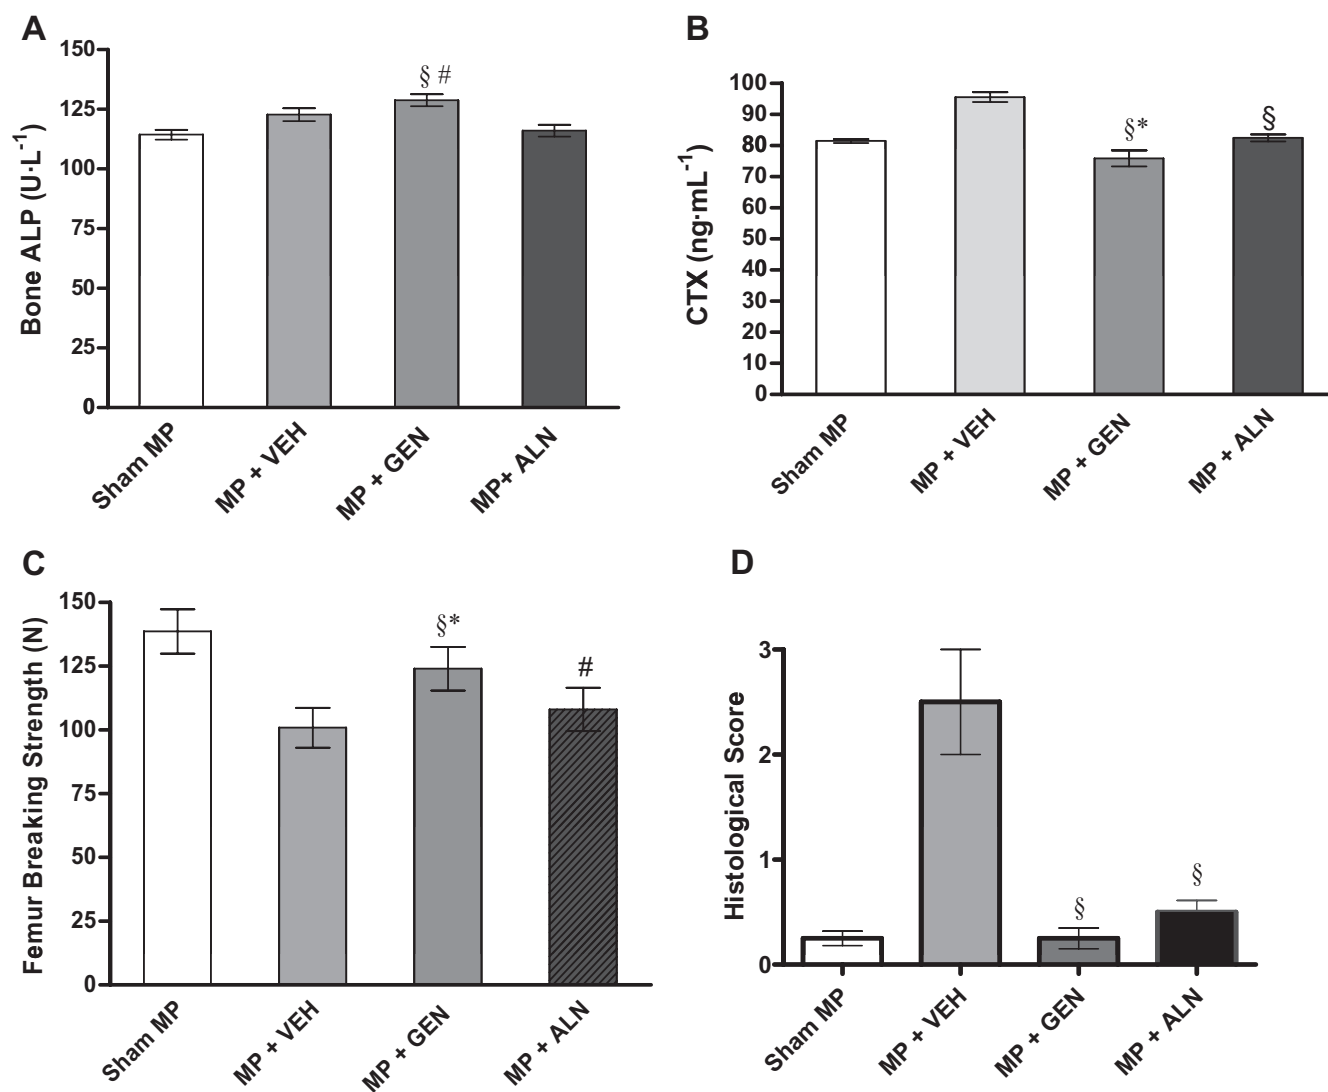 A
Bone ALP (U·L⁻¹)
150
125
100
75
50
25
0
§ #
Sham MP
MP + VEH
MP + GEN
MP+ ALN
B
CTX (ng·mL⁻¹)
100
90
80
70
60
50
40
30
20
10
0
§*
§
Sham MP
MP + VEH
MP + GEN
MP + ALN
C
Femur Breaking Strength (N)
150
125
100
75
50
25
0
§*
#
Sham MP
MP + VEH
MP + GEN
MP + ALN
D
Histological Score
3
2
1
0
§
§
Sham MP
MP + VEH
MP + GEN
MP + ALN